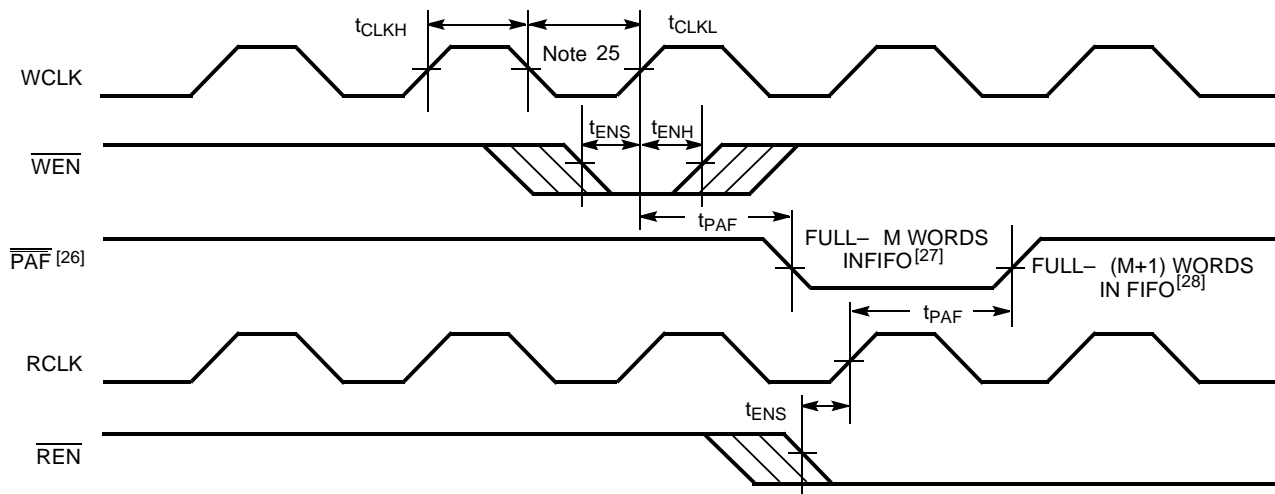 tCLKH
tCLKL
Note 25
WCLK
tENS
tENH
WEN
tPAF
PAF [26]
FULL– M WORDS
INFIFO[27]
FULL– (M+1) WORDS
IN FIFO[28]
tPAF
RCLK
tENS
REN